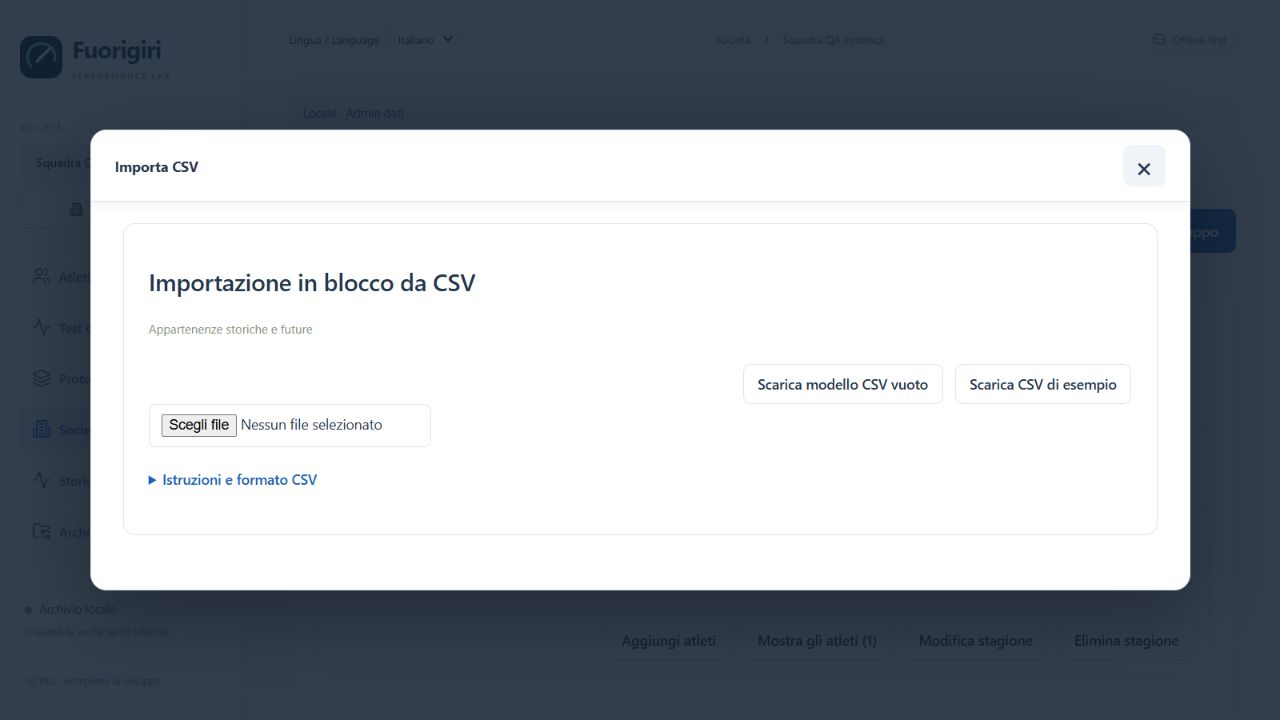 Fuorigiri
PERFORMANCE LAB
Lingua / Language Italiano
Società > Squadra QA sintetica
Offline first
Locale · Admin dati
SOCIETÀ
Squadra
Importa CSV
×
Importazione in blocco da CSV
Appartenenze storiche e future
Scarica modello CSV vuoto
Scarica CSV di esempio
Scegli file Nessun file selezionato
Istruzioni e formato CSV
Archivio locale
Disponibile anche senza Internet
v0.10.0 · Anteprima di sviluppo
Aggiungi atleti
Mostra gli atleti (1)
Modifica stagione
Elimina stagione